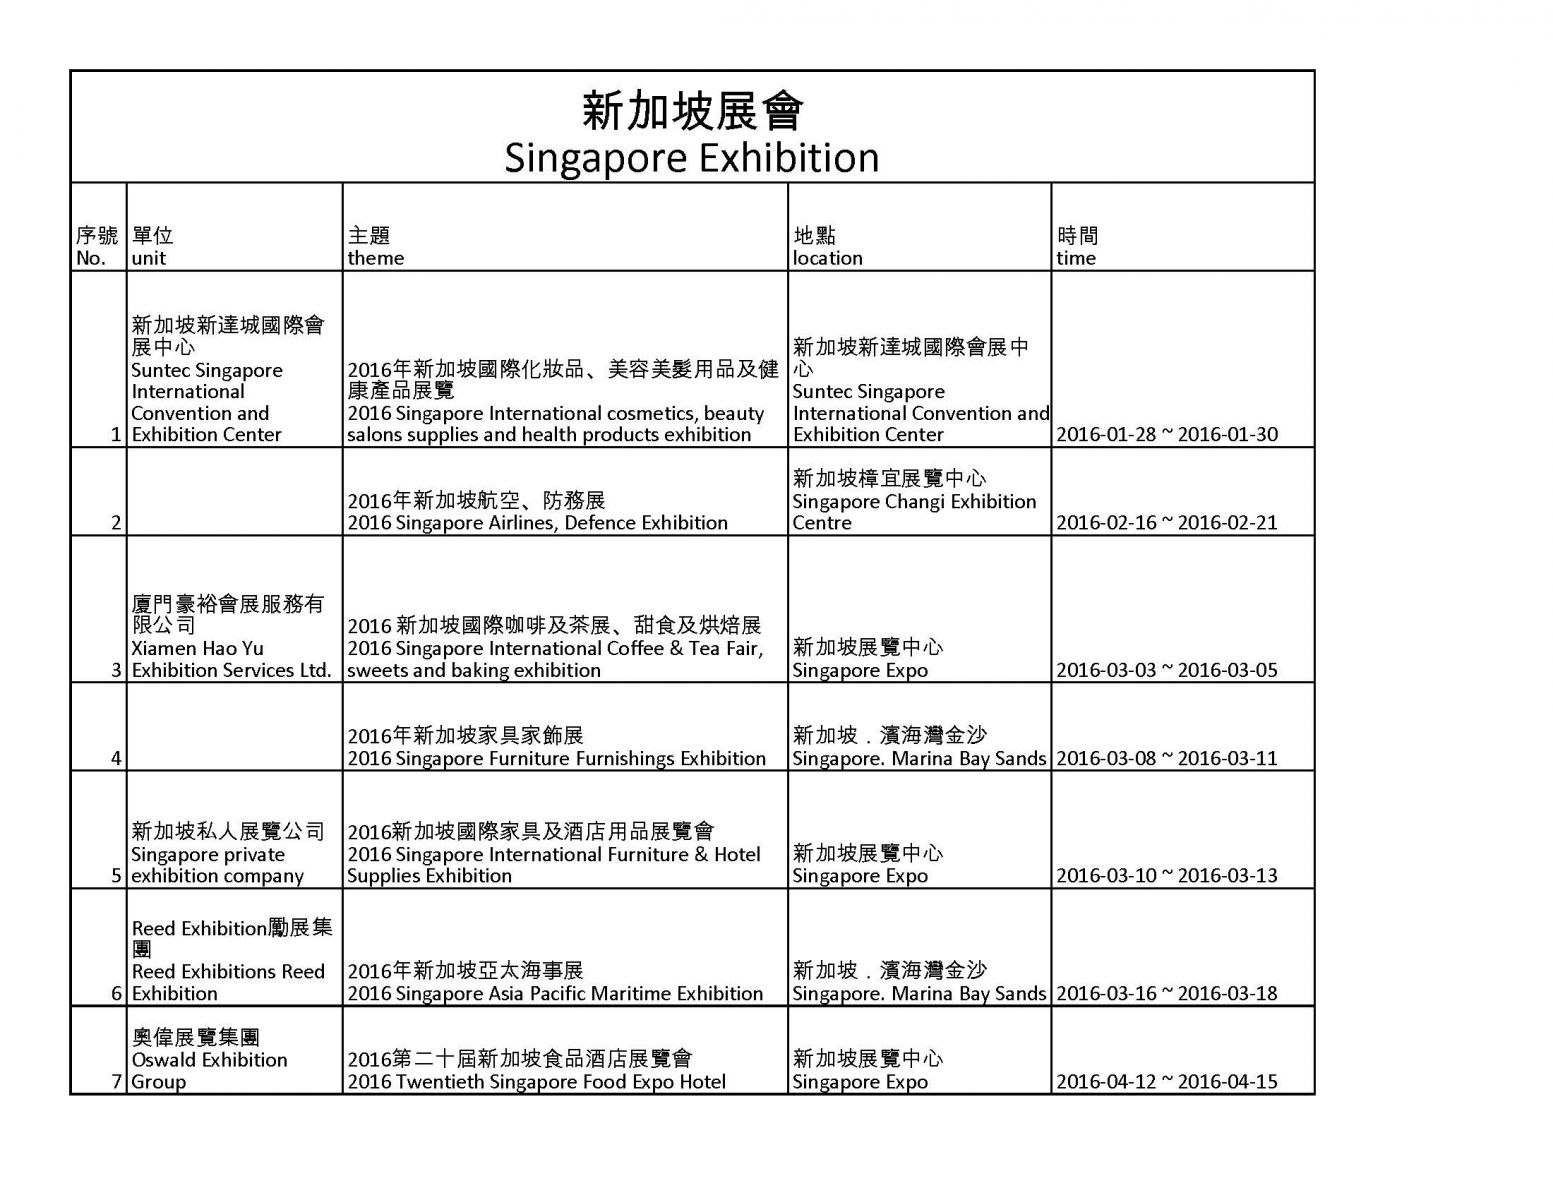 新加坡展會
Singapore Exhibition
序號
No.
單位
unit
主題
theme
地點
location
時間
time
1
新加坡新達城國際會
展中心
Suntec Singapore
International
Convention and
Exhibition Center
2016年新加坡國際化妝品、美容美髮用品及健
康產品展覽
2016 Singapore International cosmetics, beauty
salons supplies and health products exhibition
新加坡新達城國際會展中
心
Suntec Singapore
International Convention and
Exhibition Center
2016-01-28 ~ 2016-01-30
2
2016年新加坡航空、防務展
2016 Singapore Airlines, Defence Exhibition
新加坡樟宜展覽中心
Singapore Changi Exhibition
Centre
2016-02-16 ~ 2016-02-21
3
廈門豪裕會展服務有
限公司
Xiamen Hao Yu
Exhibition Services Ltd.
2016 新加坡國際咖啡及茶展、甜食及烘焙展
2016 Singapore International Coffee & Tea Fair,
sweets and baking exhibition
新加坡展覽中心
Singapore Expo
2016-03-03 ~ 2016-03-05
4
2016年新加坡家具家飾展
2016 Singapore Furniture Furnishings Exhibition
新加坡．濱海灣金沙
Singapore. Marina Bay Sands
2016-03-08 ~ 2016-03-11
5
新加坡私人展覽公司
Singapore private
exhibition company
2016新加坡國際家具及酒店用品展覽會
2016 Singapore International Furniture & Hotel
Supplies Exhibition
新加坡展覽中心
Singapore Expo
2016-03-10 ~ 2016-03-13
6
Reed Exhibition勵展集
團
Reed Exhibitions Reed
Exhibition
2016年新加坡亞太海事展
2016 Singapore Asia Pacific Maritime Exhibition
新加坡．濱海灣金沙
Singapore. Marina Bay Sands
2016-03-16 ~ 2016-03-18
7
奧偉展覽集團
Oswald Exhibition
Group
2016第二十屆新加坡食品酒店展覽會
2016 Twentieth Singapore Food Expo Hotel
新加坡展覽中心
Singapore Expo
2016-04-12 ~ 2016-04-15